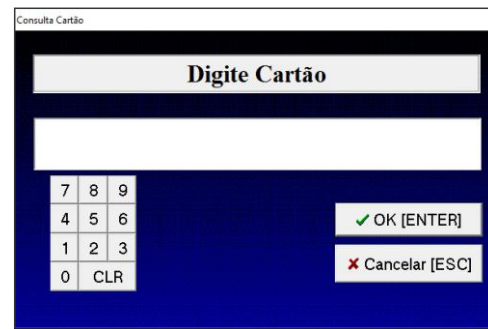 Consulta Cartão
Digite Cartão
7 8 9
4 5 6
1 2 3
0 CLR
✓ OK [ENTER]
✗ Cancelar [ESC]